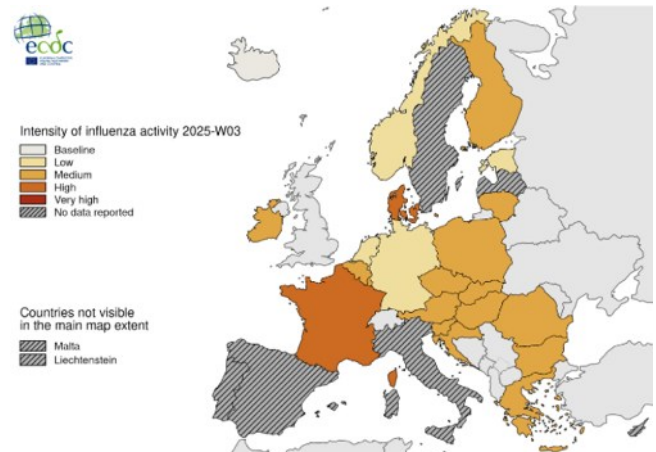 ecdc
Intensity of influenza activity 2025-W03
Baseline
Low
Medium
High
Very high
No data reported
Countries not visible
in the main map extent
Malta
Liechtenstein